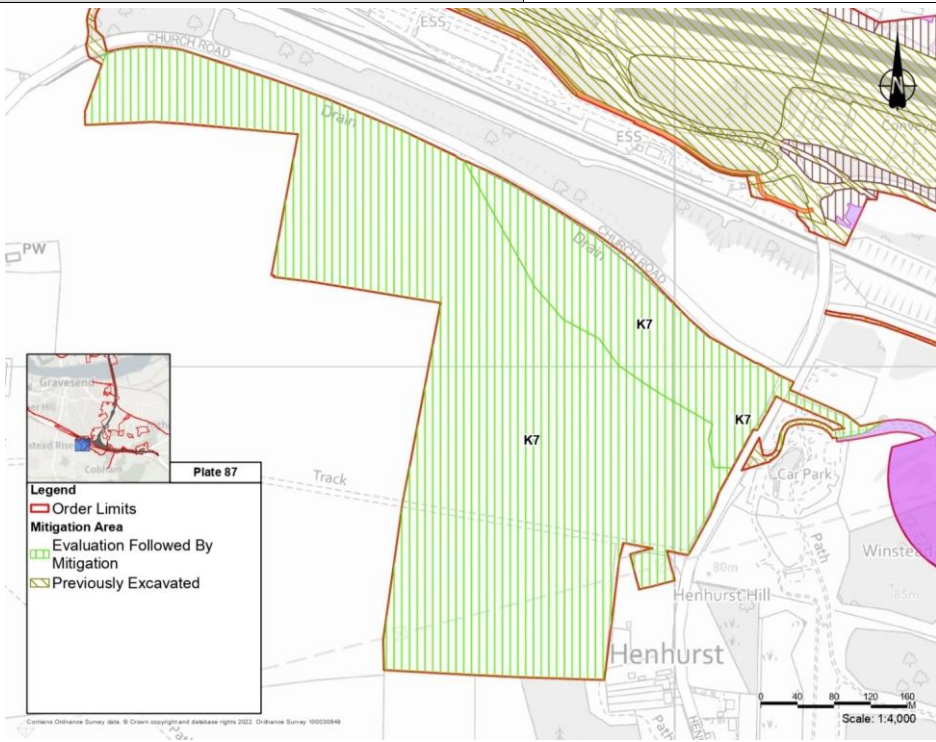 ESS
CHURCH ROAD
N
Drain
ESS
CHURCH ROAD
Drain
PW
K7
K7
K7
Gravesend
Cobham
Plate 87
Track
Car Park
Path
Legend
Order Limits
Mitigation Area
Evaluation Followed By
Mitigation
Previously Excavated
80m
85m
Henhurst Hill
Henhurst
Path
Path
0 40 80 120 160
M
Scale: 1:4,000
Contains Ordnance Survey data. © Crown copyright and database rights 2022. Ordnance Survey 100030649